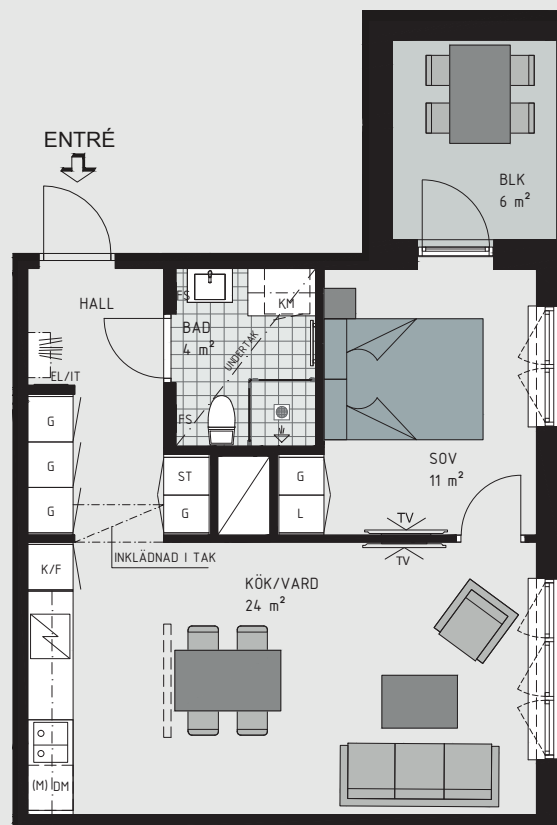 ENTRÉ
BLK
6 m²
HALL
FS
KM
BAD
4 m²
UNDERTAK
EL/IT
G
FS
G
ST
G
SOV
11 m²
G
G
L
TV
INKLÄDNAD I TAK
TV
K/F
KÖK/VARD
24 m²
(M) DM